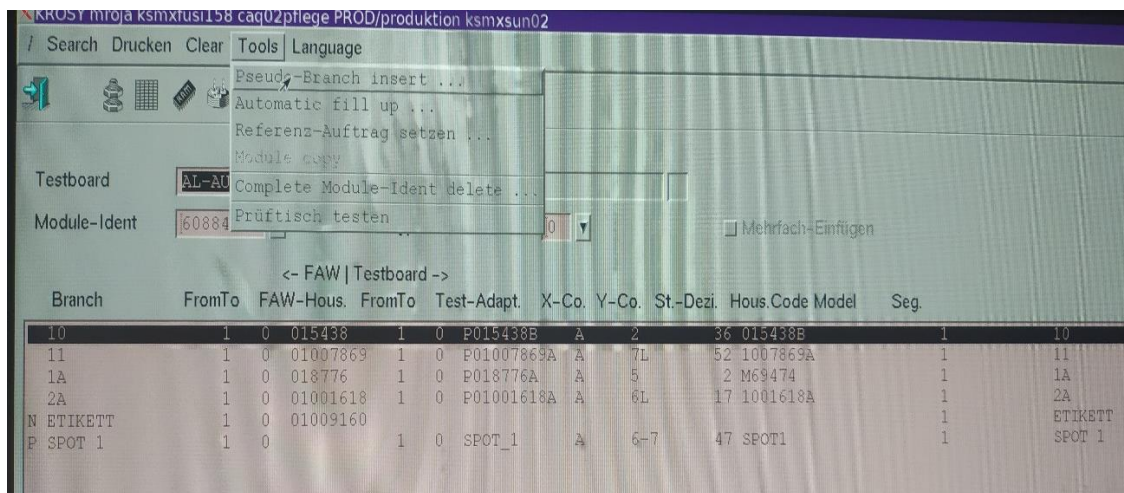 KROSY mroja ksmxfusi158 caq02pflege PROD/produktion ksmxsun02
/ Search Drucken Clear Tools Language
Pseudo-Branch insert ...
Automatic fill up ...
Referenz-Auftrag setzen ...
Module copy
Testboard AL-AU Complete Module-Ident delete ...
Module-Ident 60884 Prüftisch testen 0 Mehrfach-Einfügen
<- FAW | Testboard ->
Branch FromTo FAW-Hous. FromTo Test-Adapt. X-Co. Y-Co. St.-Dezi. Hous.Code Model Seg.
10 1 0 015438 1 0 P015438B A 2 36 015438B 1 10
11 1 0 01007869 1 0 P01007869A A 7L 52 1007869A 1 11
1A 1 0 018776 1 0 P018776A A 5 2 M69474 1 1A
2A 1 0 01001618 1 0 P01001618A A 6L 17 1001618A 1 2A
N ETIKETT 1 0 01009160 1 ETIKETT
P SPOT 1 1 0 1 0 SPOT_1 A 6-7 47 SPOT1 1 SPOT 1